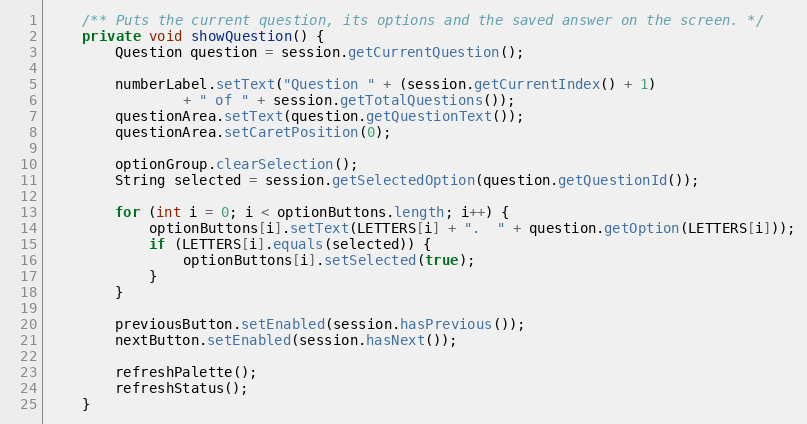 1     /** Puts the current question, its options and the saved answer on the screen. */
2     private void showQuestion() {
3         Question question = session.getCurrentQuestion();
4
5         numberLabel.setText("Question " + (session.getCurrentIndex() + 1)
6                 + " of " + session.getTotalQuestions());
7         questionArea.setText(question.getQuestionText());
8         questionArea.setCaretPosition(0);
9
10         optionGroup.clearSelection();
11         String selected = session.getSelectedOption(question.getQuestionId());
12
13         for (int i = 0; i < optionButtons.length; i++) {
14             optionButtons[i].setText(LETTERS[i] + ".  " + question.getOption(LETTERS[i]));
15             if (LETTERS[i].equals(selected)) {
16                 optionButtons[i].setSelected(true);
17             }
18         }
19
20         previousButton.setEnabled(session.hasPrevious());
21         nextButton.setEnabled(session.hasNext());
22
23         refreshPalette();
24         refreshStatus();
25     }